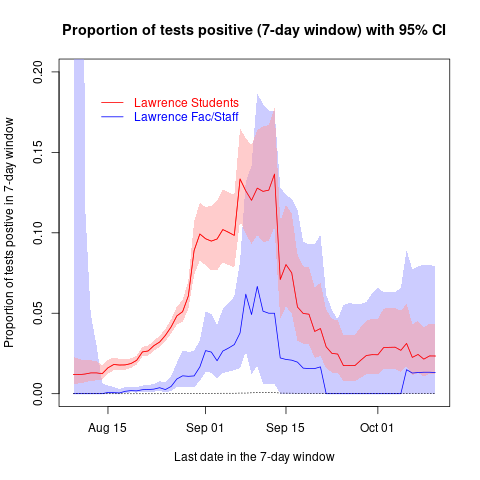 Proportion of tests positive (7-day window) with 95% CI
Proportion of tests postive in 7-day window
0.20
0.15
0.10
0.05
0.00
Lawrence Students
Lawrence Fac/Staff
Aug 15
Sep 01
Sep 15
Oct 01
Last date in the 7-day window